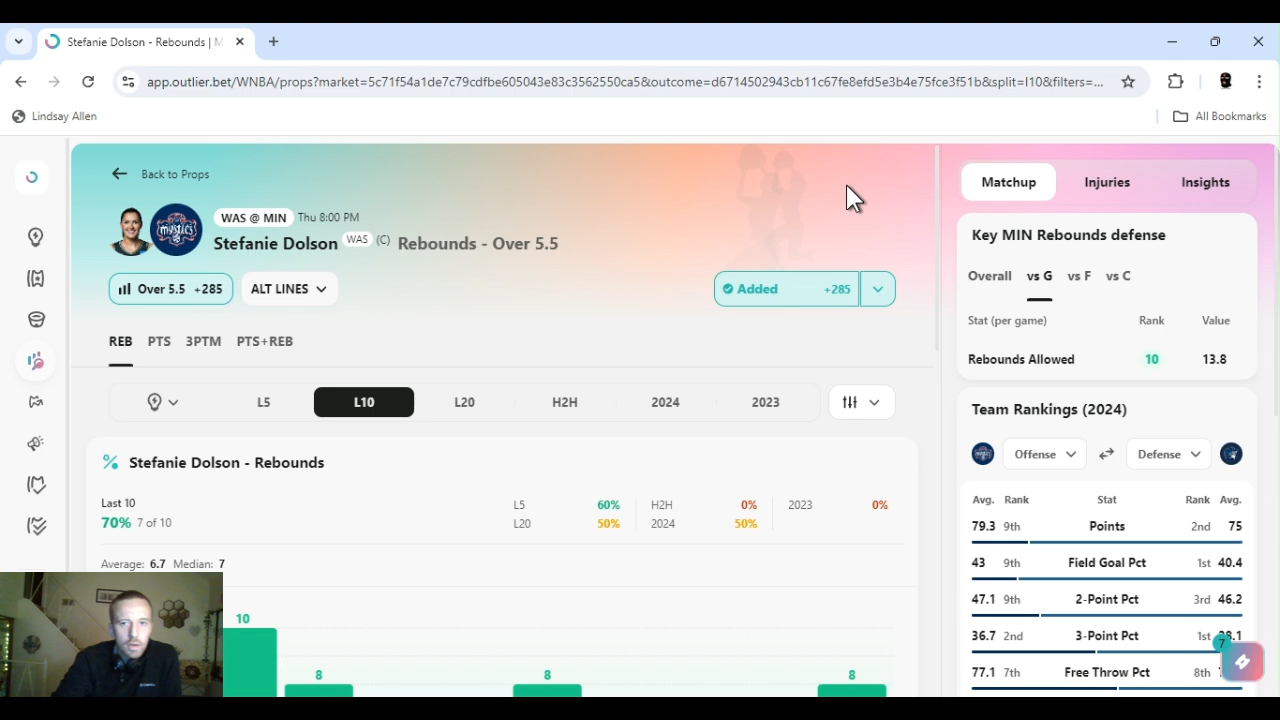 Stefanie Dolson - Rebounds | M
app.outlier.bet/WNBA/props?market=5c71f54a1de7c79cdfbe605043e83c3562550ca5&outcome=d6714502943cb11c67fe8efd5e3b4e75fce3f51b&split=l10&filters=...
Lindsay Allen
All Bookmarks
Back to Props
WAS @ MIN Thu 8:00 PM
Stefanie Dolson WAS (C) Rebounds - Over 5.5
Over 5.5 +285 ALT LINES
Added +285
REB PTS 3PTM PTS+REB
L5 L10 L20 H2H 2024 2023
Stefanie Dolson - Rebounds
Last 10
70% 7 of 10
L5 60% H2H 0% 2023 0%
L20 50% 2024 50%
Average: 6.7 Median: 7
10
8
8
8
mystics
Matchup Injuries Insights
Key MIN Rebounds defense
Overall vs G vs F vs C
Stat (per game) Rank Value
Rebounds Allowed 10 13.8
Team Rankings (2024)
Offense Defense
Avg. Rank Stat Rank Avg.
79.3 9th Points 2nd 75
43 9th Field Goal Pct 1st 40.4
47.1 9th 2-Point Pct 3rd 46.2
36.7 2nd 3-Point Pct 1st
7
77.1 7th Free Throw Pct 8th